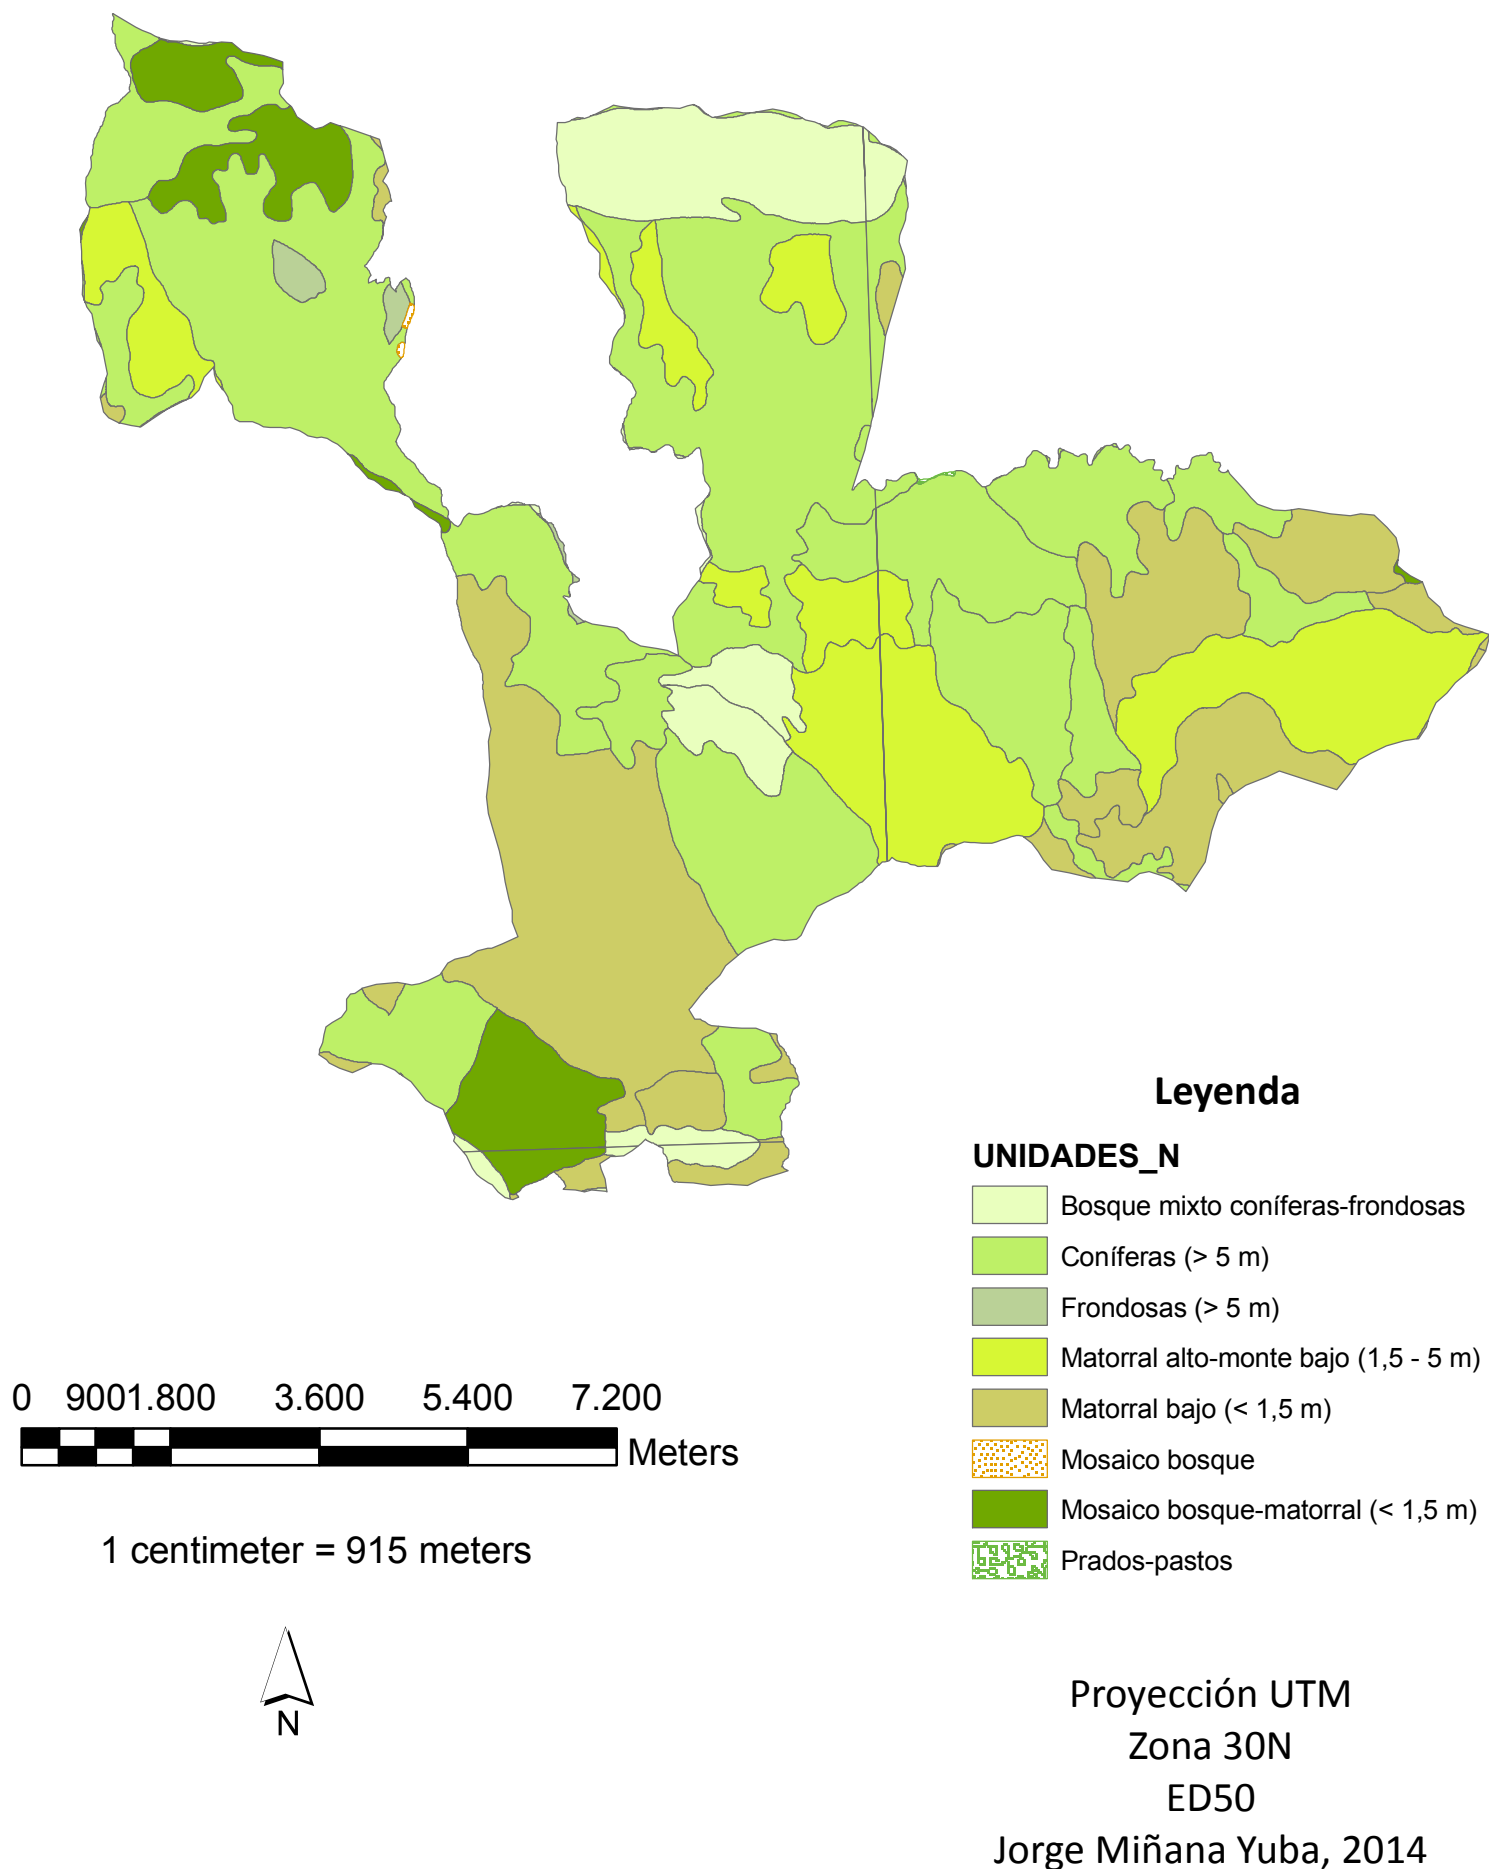 Leyenda
UNIDADES_N
Bosque mixto coníferas-frondosas
Coníferas (> 5 m)
Frondosas (> 5 m)
Matorral alto-monte bajo (1,5 - 5 m)
Matorral bajo (< 1,5 m)
Mosaico bosque
Mosaico bosque-matorral (< 1,5 m)
Prados-pastos
0 9001.800 3.600 5.400 7.200
Meters
1 centimeter = 915 meters
N
Proyección UTM
Zona 30N
ED50
Jorge Miñana Yuba, 2014